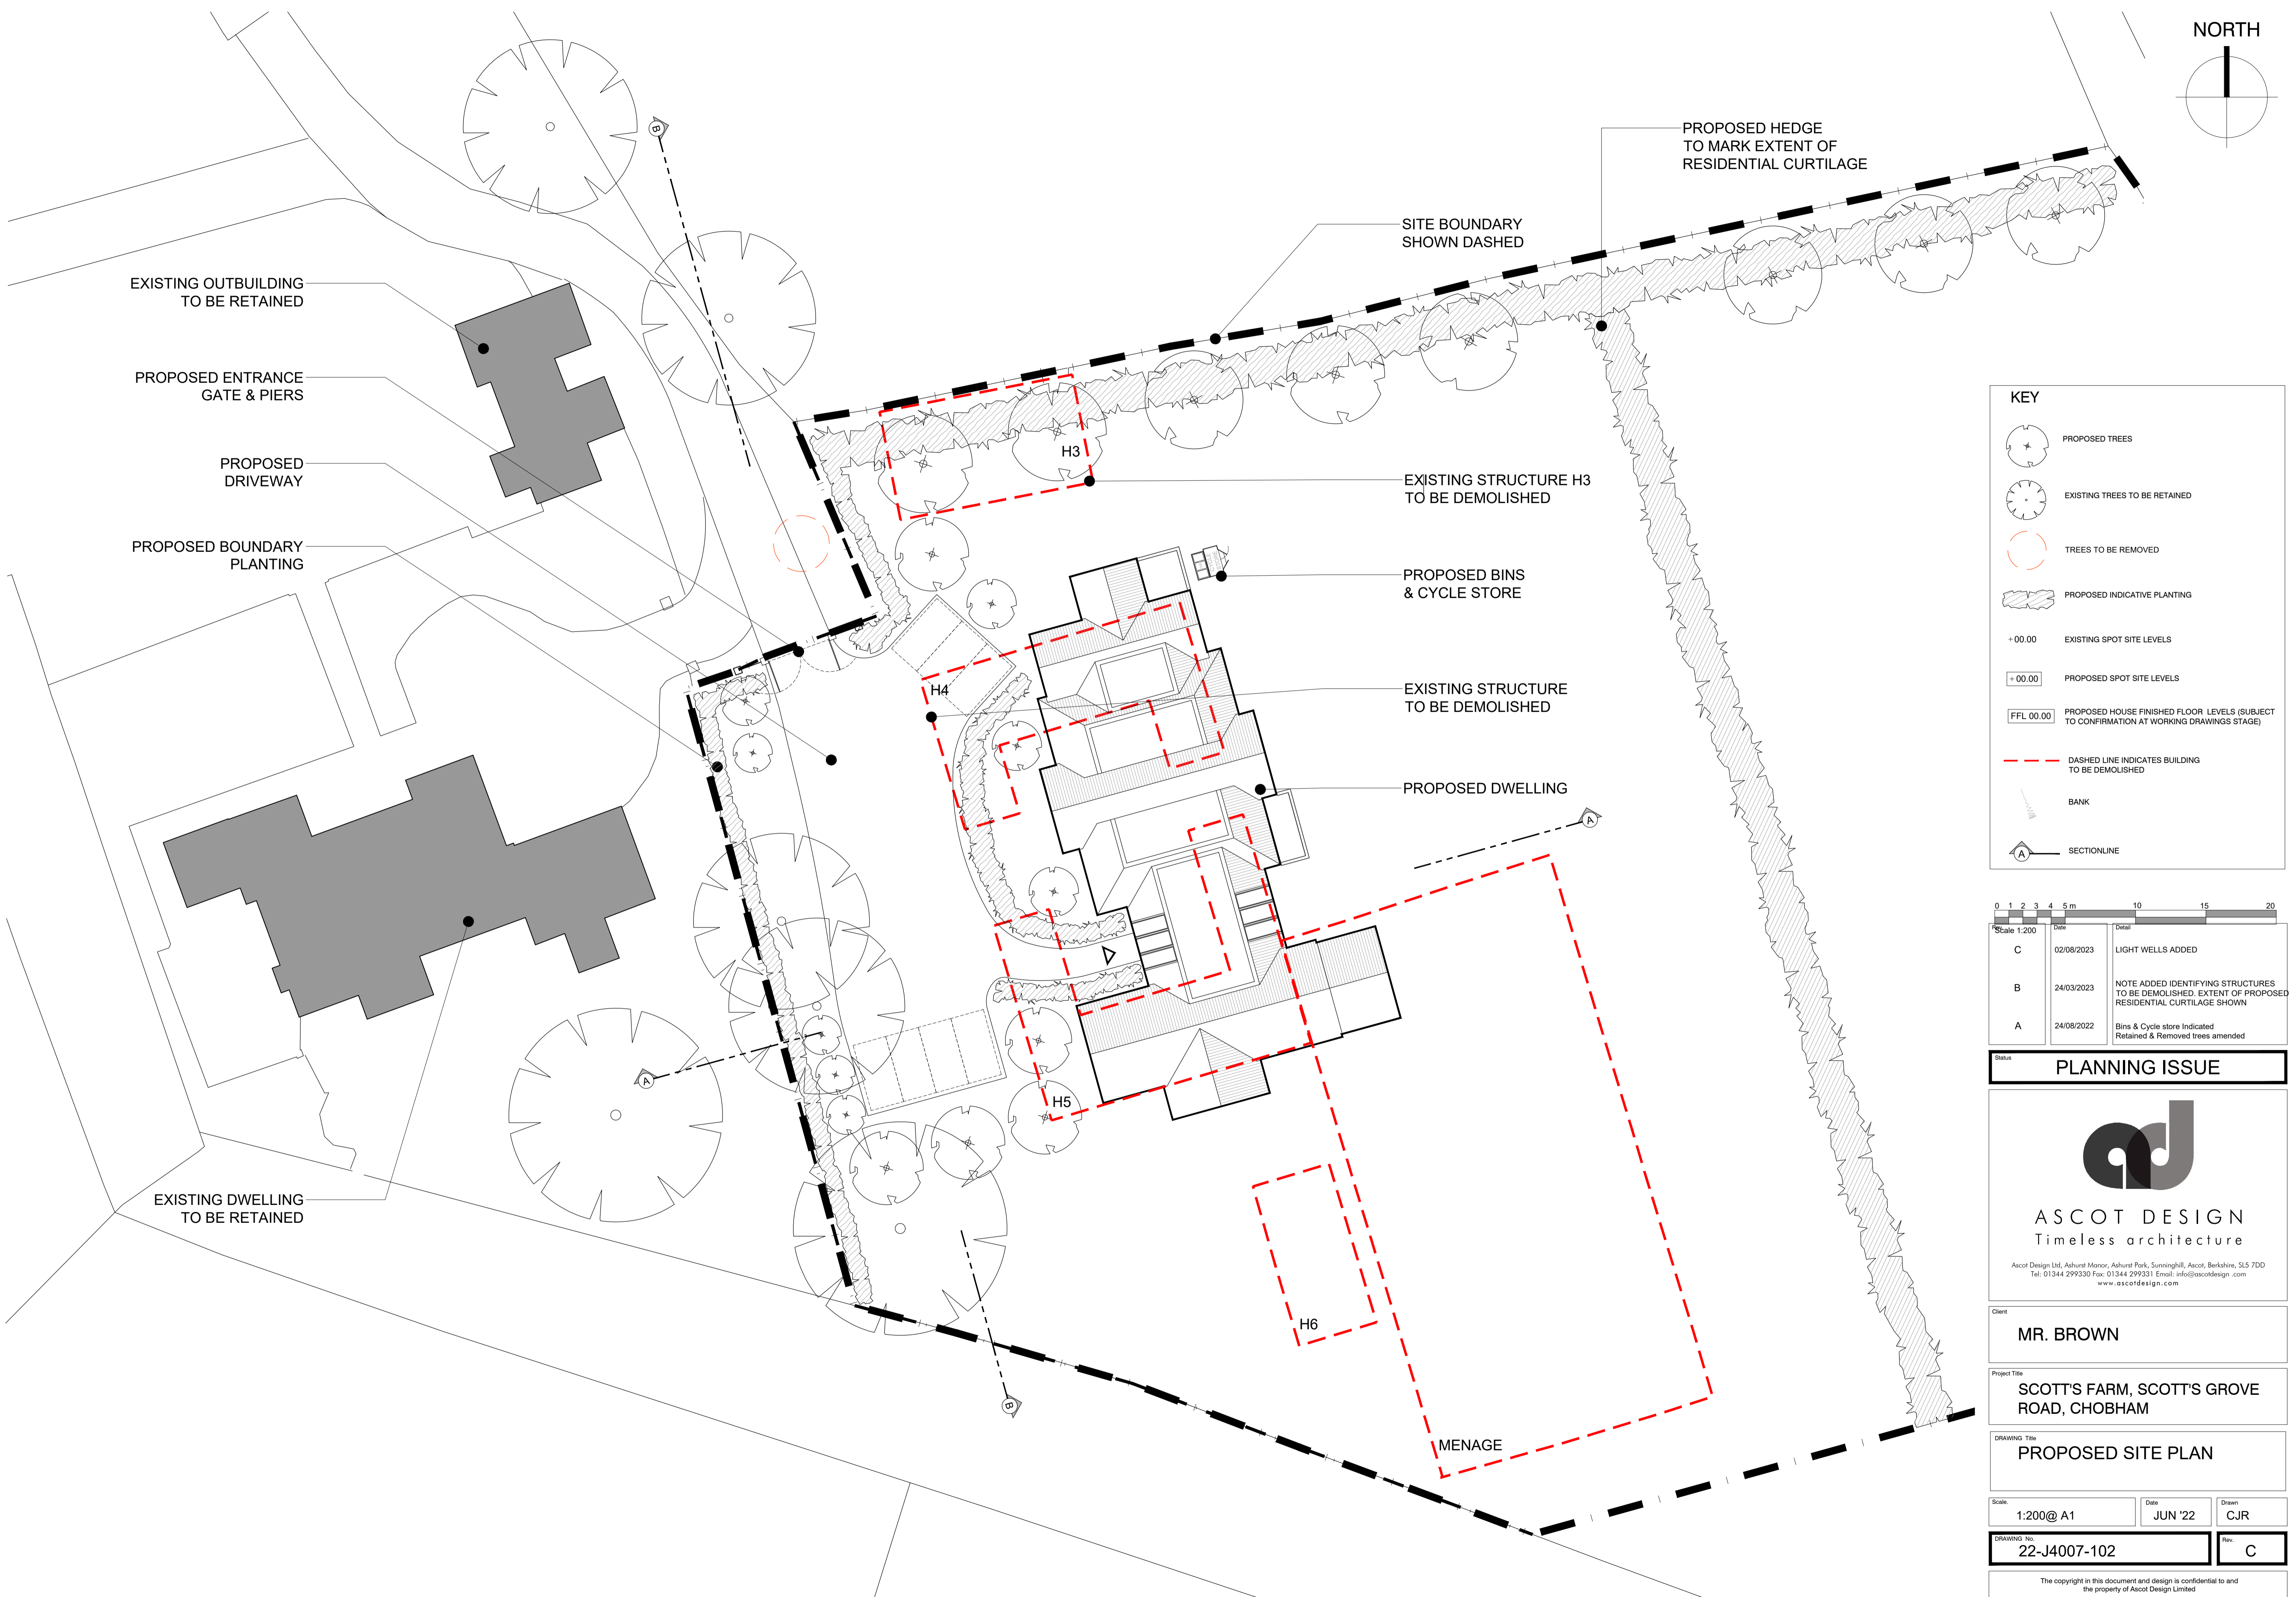 NORTH
PROPOSED HEDGE
TO MARK EXTENT OF
RESIDENTIAL CURTILAGE
SITE BOUNDARY
SHOWN DASHED
EXISTING OUTBUILDING
TO BE RETAINED
PROPOSED ENTRANCE
GATE & PIERS
PROPOSED
DRIVEWAY
PROPOSED BOUNDARY
PLANTING
EXISTING DWELLING
TO BE RETAINED
B
H3
EXISTING STRUCTURE H3
TO BE DEMOLISHED
PROPOSED BINS
& CYCLE STORE
H4
EXISTING STRUCTURE
TO BE DEMOLISHED
PROPOSED DWELLING
A
A
H5
H6
B
MENAGE
KEY
PROPOSED TREES
EXISTING TREES TO BE RETAINED
TREES TO BE REMOVED
PROPOSED INDICATIVE PLANTING
+00.00 EXISTING SPOT SITE LEVELS
+00.00 PROPOSED SPOT SITE LEVELS
FFL 00.00 PROPOSED HOUSE FINISHED FLOOR LEVELS (SUBJECT
TO CONFIRMATION AT WORKING DRAWINGS STAGE)
DASHED LINE INDICATES BUILDING
TO BE DEMOLISHED
BANK
A SECTIONLINE
0 1 2 3 4 5 m 10 15 20
Scale 1:200
Date Detail
C 02/08/2023 LIGHT WELLS ADDED
B 24/03/2023 NOTE ADDED IDENTIFYING STRUCTURES
TO BE DEMOLISHED. EXTENT OF PROPOSED
RESIDENTIAL CURTILAGE SHOWN
A 24/08/2022 Bins & Cycle store Indicated
Retained & Removed trees amended
Status
PLANNING ISSUE
ad
ASCOT DESIGN
Timeless architecture
Ascot Design Ltd, Ashurst Manor, Ashurst Park, Sunninghill, Ascot, Berkshire, SL5 7DD
Tel: 01344 299330 Fax: 01344 299331 Email: info@ascotdesign .com
www.ascotdesign.com
Client
MR. BROWN
Project Title
SCOTT'S FARM, SCOTT'S GROVE
ROAD, CHOBHAM
DRAWING Title
PROPOSED SITE PLAN
Scale. Date Drawn
1:200@ A1 JUN '22 CJR
DRAWING No. Rev.
22-J4007-102 C
The copyright in this document and design is confidential to and
the property of Ascot Design Limited